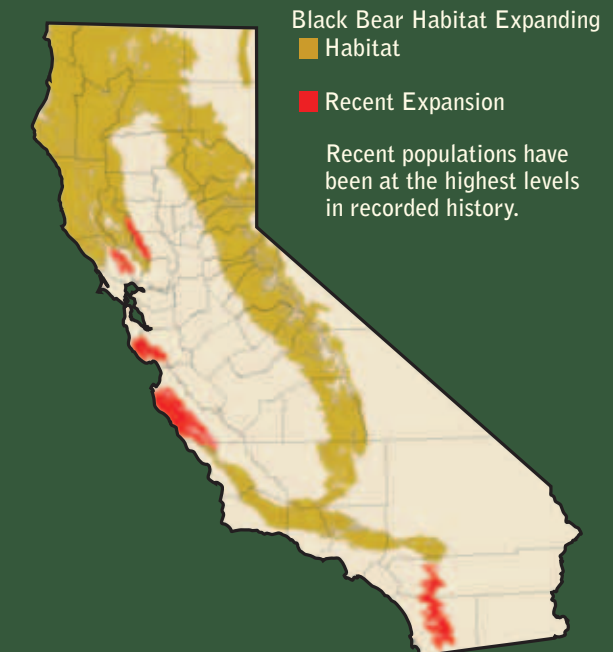 Black Bear Habitat Expanding
Habitat
Recent Expansion
Recent populations have
been at the highest levels
in recorded history.